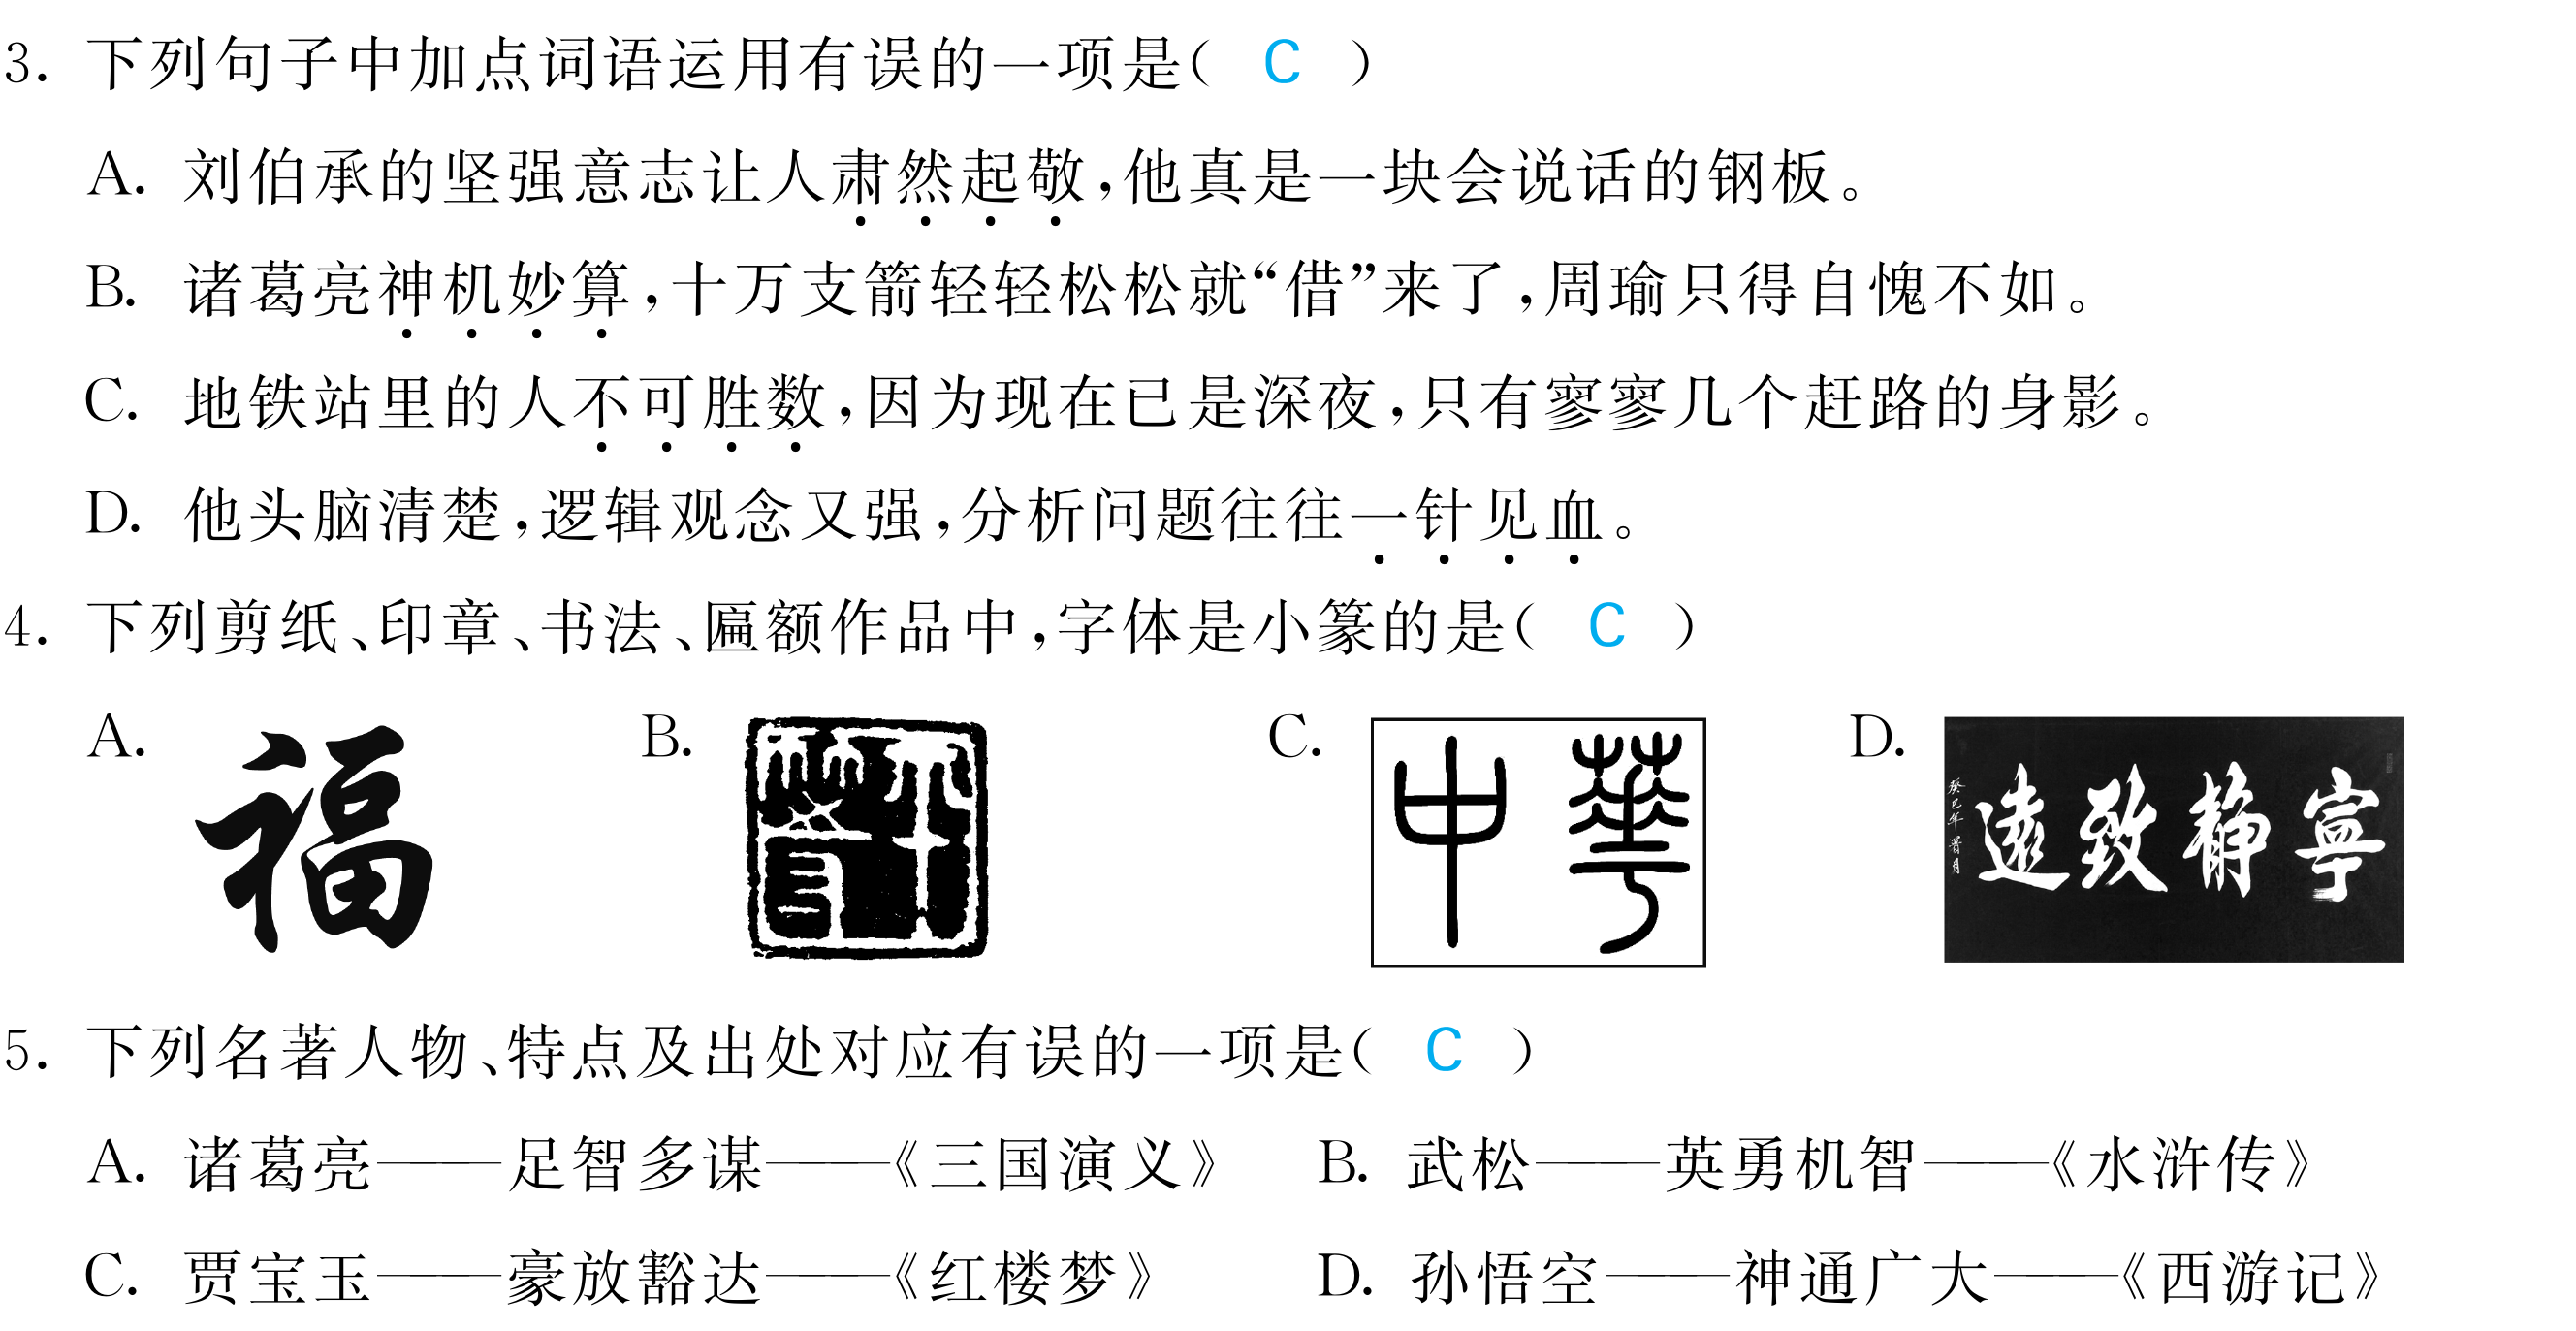 3. 下列句子中加点词语运用有误的一项是( C )
A. 刘伯承的坚强意志让人肃然起敬,他真是一块会说话的钢板。
B. 诸葛亮神机妙算,十万支箭轻轻松松就“借”来了,周瑜只得自愧不如。
C. 地铁站里的人不可胜数,因为现在已是深夜,只有寥寥几个赶路的身影。
D. 他头脑清楚,逻辑观念又强,分析问题往往一针见血。
4. 下列剪纸、印章、书法、匾额作品中,字体是小篆的是( C )
A. 福 B. C. 中華 D. 遠致静寧
5. 下列名著人物、特点及出处对应有误的一项是( C )
A. 诸葛亮——足智多谋——《三国演义》 B. 武松——英勇机智——《水浒传》
C. 贾宝玉——豪放豁达——《红楼梦》 D. 孙悟空——神通广大——《西游记》